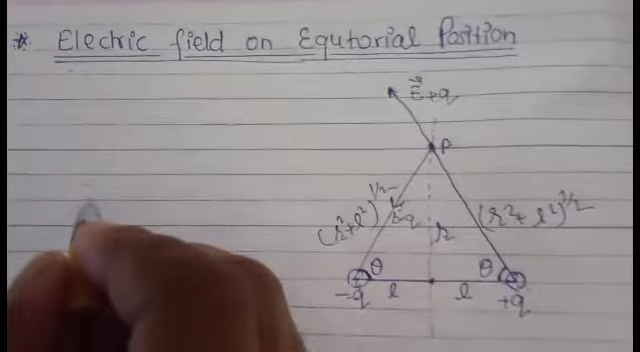 * Electric field on Equtorial Position
E⃗+q
P
(r²+l²)^1/2
E⃗-q
r
(r²+l²)^1/2
θ
θ
-q
l
l
+q